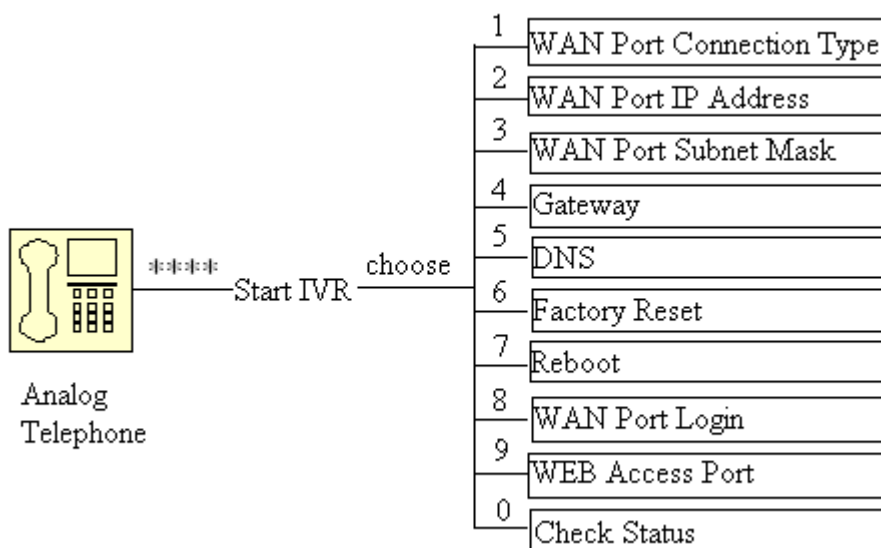 1
WAN Port Connection Type
2
WAN Port IP Address
3
WAN Port Subnet Mask
4
Gateway
5
DNS
6
Factory Reset
7
Reboot
8
WAN Port Login
9
WEB Access Port
0
Check Status
****
Start IVR
choose
Analog
Telephone